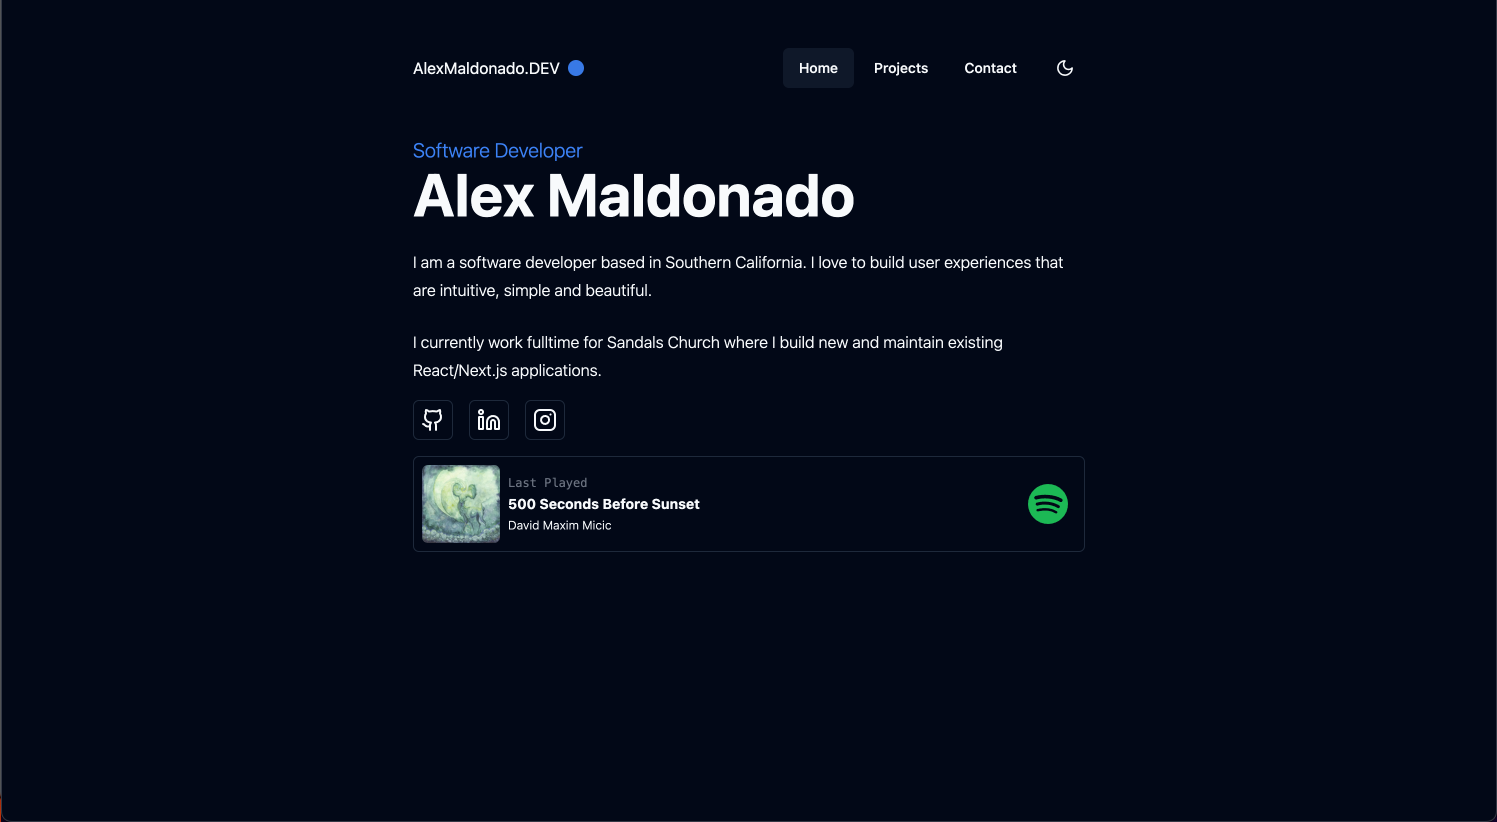 AlexMaldonado.DEV
Home Projects Contact
Software Developer
Alex Maldonado
I am a software developer based in Southern California. I love to build user experiences that
are intuitive, simple and beautiful.
I currently work fulltime for Sandals Church where I build new and maintain existing
React/Next.js applications.
in
Last Played
500 Seconds Before Sunset
David Maxim Micic